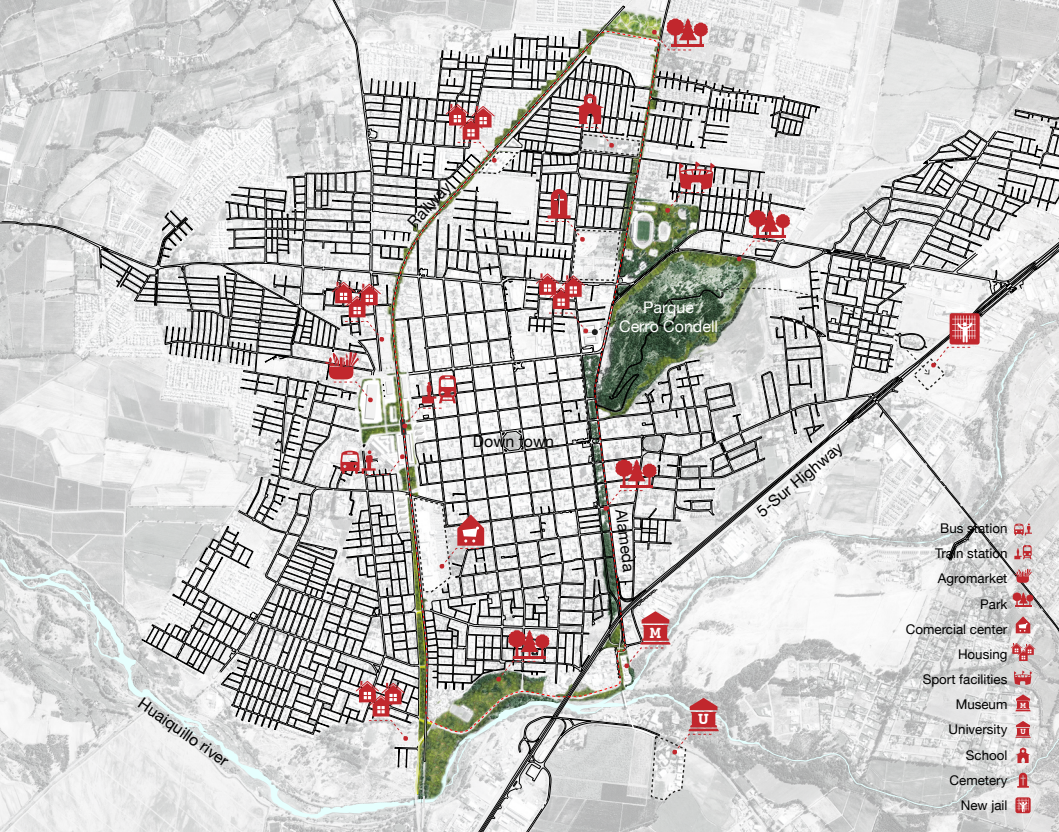 Railway
Parque
Cerro Condell
Down town
5-Sur Highway
Alameda
M
U
Huaiquillo river
Bus station
Train station
Agromarket
Park
Comercial center
Housing
Sport facilities
Museum
M
University
U
School
Cemetery
New jail